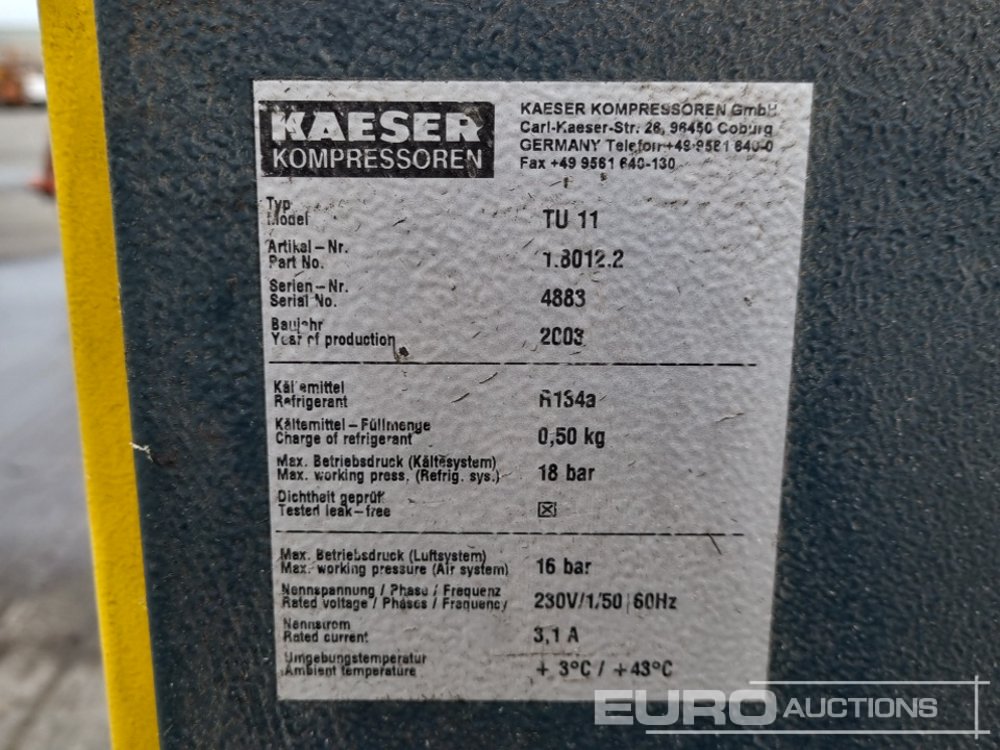 KAESER
KOMPRESSOREN
KAESER KOMPRESSOREN GmbH
Carl-Kaeser-Str. 26, 96450 Coburg
GERMANY Telefon +49 9561 640-0
Fax +49 9561 640-130
Typ
Model TU 11
Artikel-Nr.
Part No. 1.8012.2
Serien-Nr.
Serial No. 4883
Baujahr
Year of production 2003
Kältemittel
Refrigerant R134a
Kältemittel-Füllmenge
Charge of refrigerant 0,50 kg
Max. Betriebsdruck (Kältesystem)
Max. working press. (Refrig. sys.) 18 bar
Dichtheit geprüft
Tested leak-free ☒
Max. Betriebsdruck (Luftsystem)
Max. working pressure (Air system) 16 bar
Nennspannung / Phase / Frequenz
Rated voltage / Phases / Frequency 230V/1/50/60Hz
Nennstrom
Rated current 3,1 A
Umgebungstemperatur
Ambient temperature + 3°C / +43°C
EURO AUCTIONS